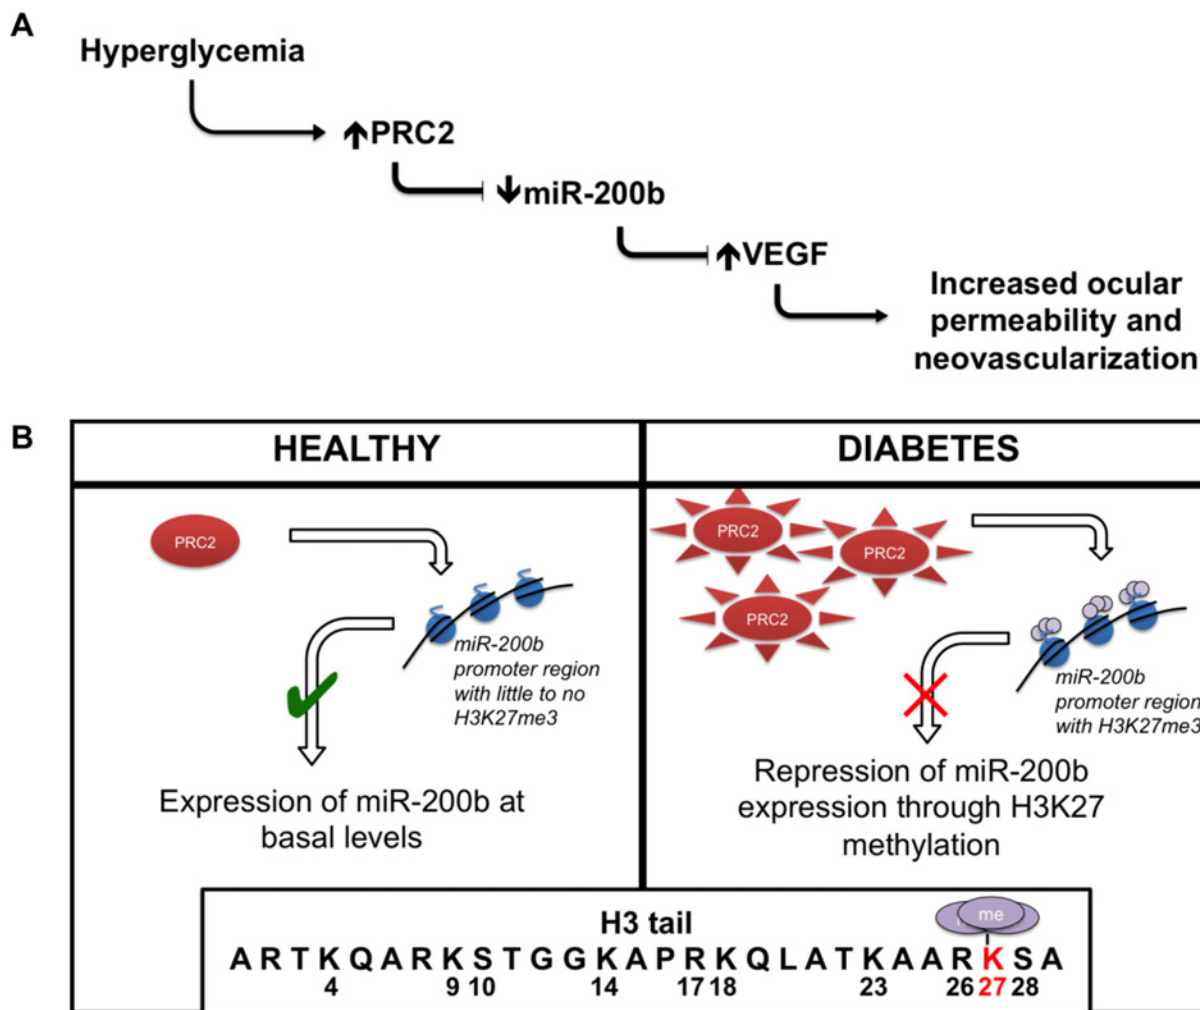 A
Hyperglycemia
PRC2
miR-200b
VEGF
Increased ocular
permeability and
neovascularization
B
HEALTHY
DIABETES
PRC2
miR-200b
promoter region
with little to no
H3K27me3
Expression of miR-200b at
basal levels
PRC2
PRC2
PRC2
miR-200b
promoter region
with H3K27me3
Repression of miR-200b
expression through H3K27
methylation
H3 tail
me
A R T K Q A R K S T G G K A P R K Q L A T K A A R K S A
4 9 10 14 17 18 23 26 27 28